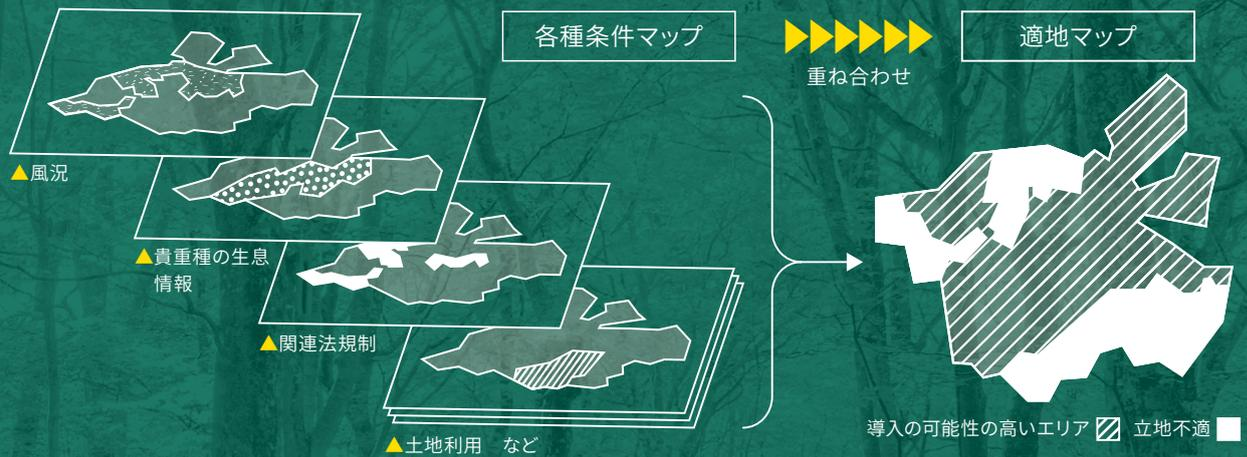 各種条件マップ
重ね合わせ
適地マップ
▲風況
▲貴重種の生息
情報
▲関連法規制
▲土地利用　など
導入の可能性の高いエリア
立地不適